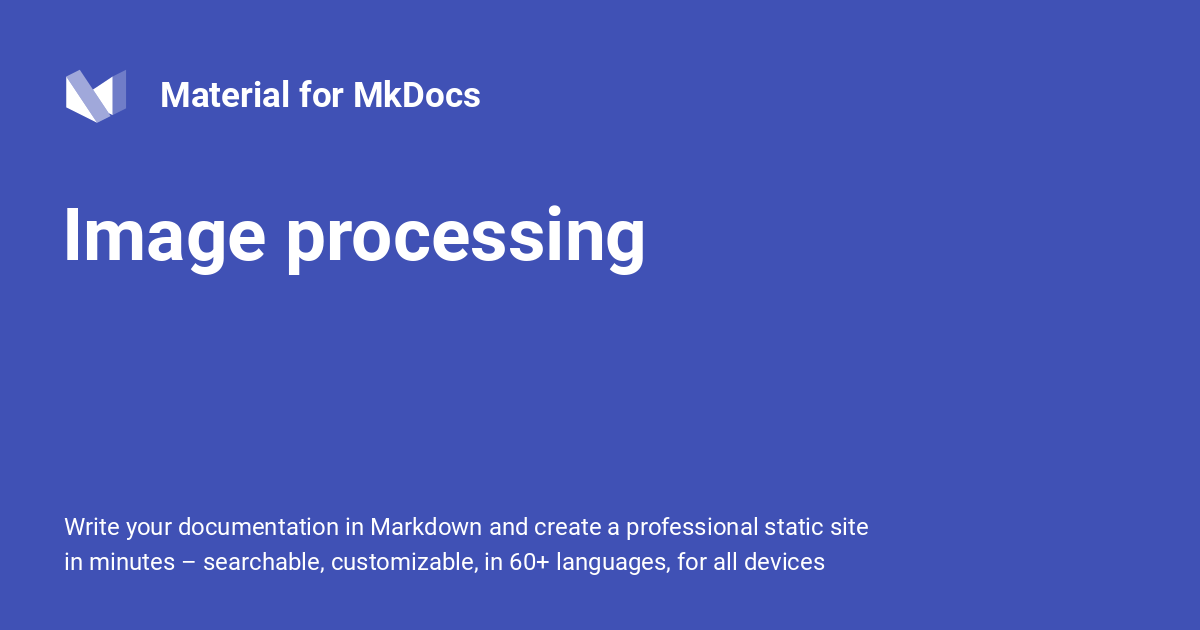 Material for MkDocs
Image processing
Write your documentation in Markdown and create a professional static site
in minutes – searchable, customizable, in 60+ languages, for all devices